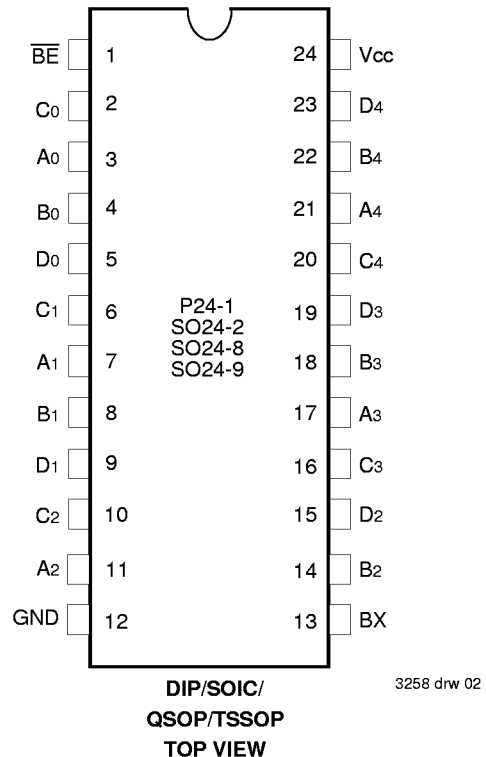 BE 1 24 Vcc
C0 2 23 D4
A0 3 22 B4
B0 4 21 A4
D0 5 20 C4
C1 6 19 D3
A1 7 18 B3
B1 8 17 A3
D1 9 16 C3
C2 10 15 D2
A2 11 14 B2
GND 12 13 BX
P24-1
SO24-2
SO24-8
SO24-9
DIP/SOIC/
QSOP/TSSOP
TOP VIEW
3258 drw 02